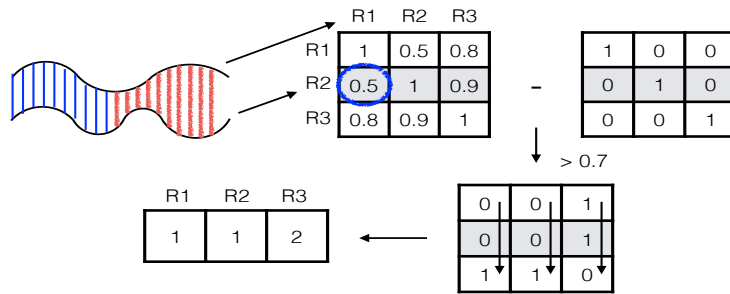 R1 R2 R3
R1 1 0.5 0.8
R2 0.5 1 0.9
R3 0.8 0.9 1
-
1 0 0
0 1 0
0 0 1
> 0.7
0 0 1
0 0 1
1 1 0
R1 R2 R3
1 1 2